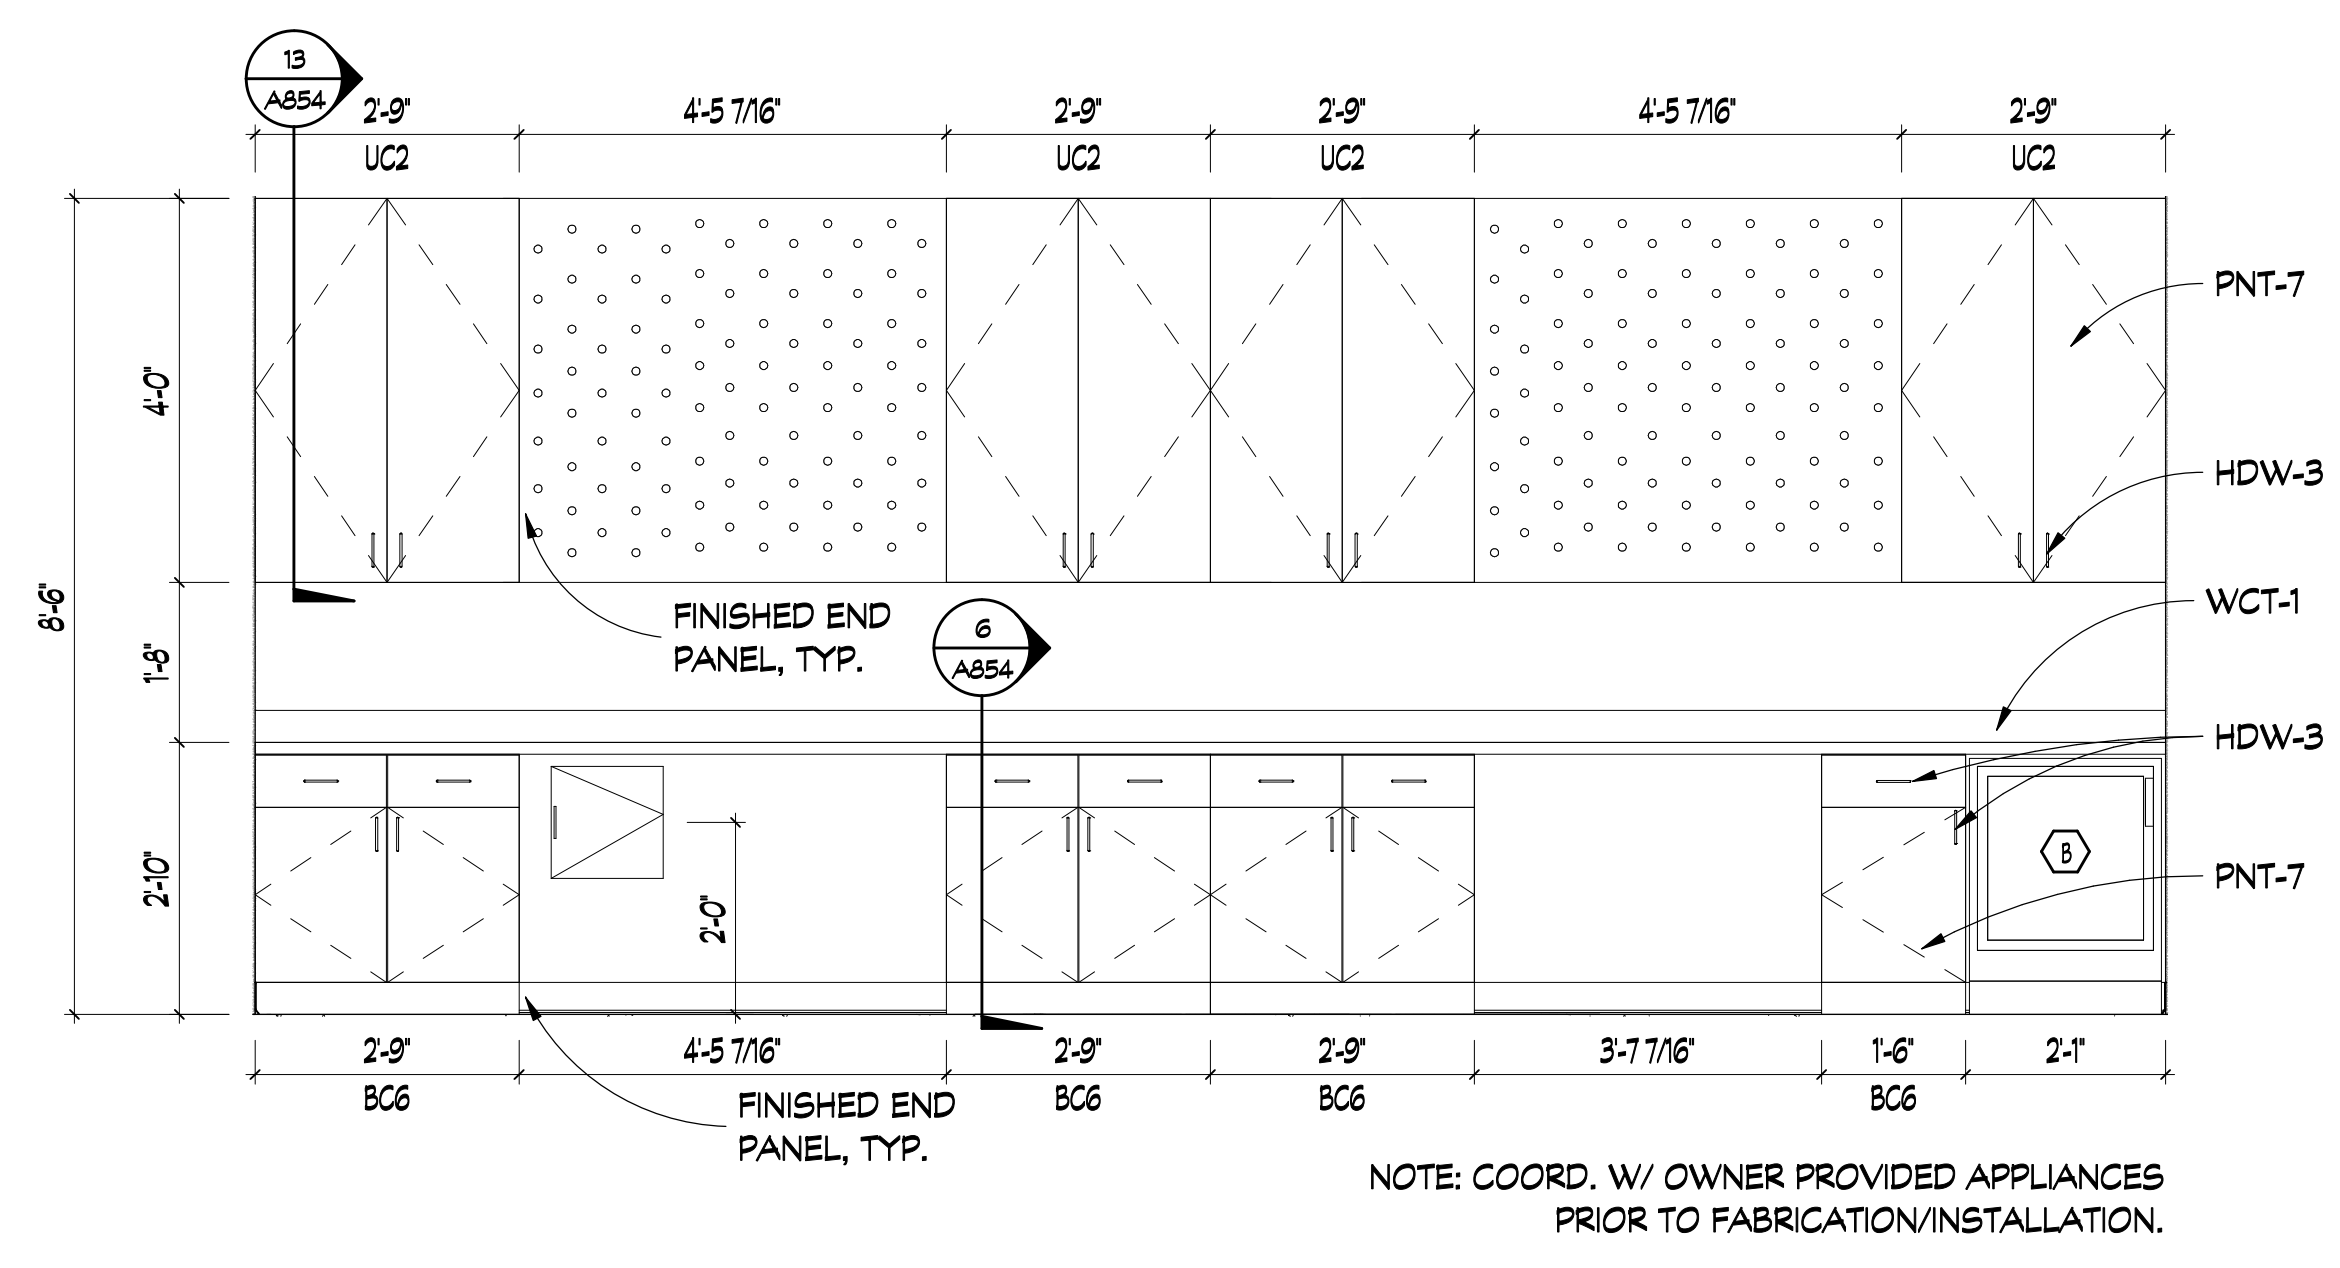 13
A854
2'-9"
4'-5 7/16"
2'-9"
2'-9"
4'-5 7/16"
2'-9"
UC2
UC2
UC2
UC2
PNT-7
4'-0"
HDW-3
8'-6"
WCT-1
FINISHED END
PANEL, TYP.
6
A854
1'-8"
HDW-3
B
2'-10"
PNT-7
2'-0"
2'-9"
4'-5 7/16"
2'-9"
2'-9"
3'-7 7/16"
1'-6"
2'-1"
BC6
BC6
BC6
BC6
FINISHED END
PANEL, TYP.
NOTE: COORD. W/ OWNER PROVIDED APPLIANCES
PRIOR TO FABRICATION/INSTALLATION.